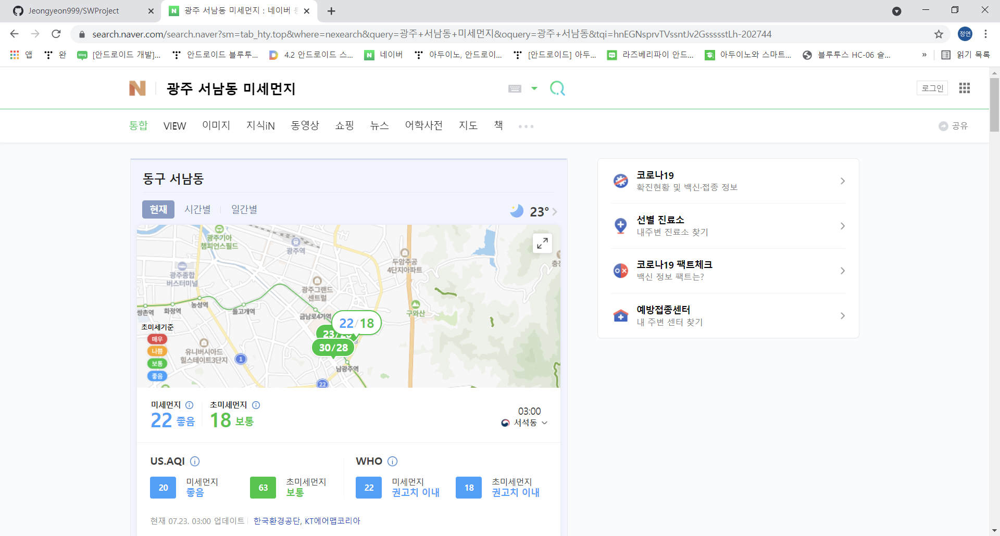 Jeongyeon999/SWProject
광주 서남동 미세먼지 : 네이버 통
search.naver.com/search.naver?sm=tab_hty.top&where=nexearch&query=광주+서남동+미세먼지&oquery=광주+서남동&tqi=hnEGNsprvTVssntJv2GssssstLh-202744
정연
앱
완
[안드로이드 개발]...
안드로이드 블루투...
4.2 안드로이드 스...
네이버
아두이노, 안드로이...
[안드로이드] 아두...
라즈베리파이 안드...
아두이노와 스마트...
블루투스 HC-06 슬...
»
읽기 목록
N
광주 서남동 미세먼지
로그인
통합
VIEW
이미지
지식iN
동영상
쇼핑
뉴스
어학사전
지도
책
공유
동구 서남동
현재
시간별
일간별
23°
광주기아
챔피언스필드
광주역
두암주공
4단지아파트
충장
광주종합
버스터미널
광주그랜드
센트럴
쌍촌역
화정역
농성역
돌고개역
금남로4가역
구와산
22/18
23/
30/28
초미세기준
매우
나쁨
보통
좋음
유니버시아드
힐스테이트3단지
1
남광주역
22
미세먼지
22 좋음
초미세먼지
18 보통
03:00
서석동
US.AQI
20
미세먼지
좋음
63
초미세먼지
보통
WHO
22
미세먼지
권고치 이내
18
초미세먼지
권고치 이내
현재 07.23. 03:00 업데이트
한국환경공단, KT에어맵코리아
코로나19
확진현황 및 백신·접종 정보
선별 진료소
내주변 진료소 찾기
코로나19 팩트체크
백신 정보 팩트는?
예방접종센터
내 주변 센터 찾기